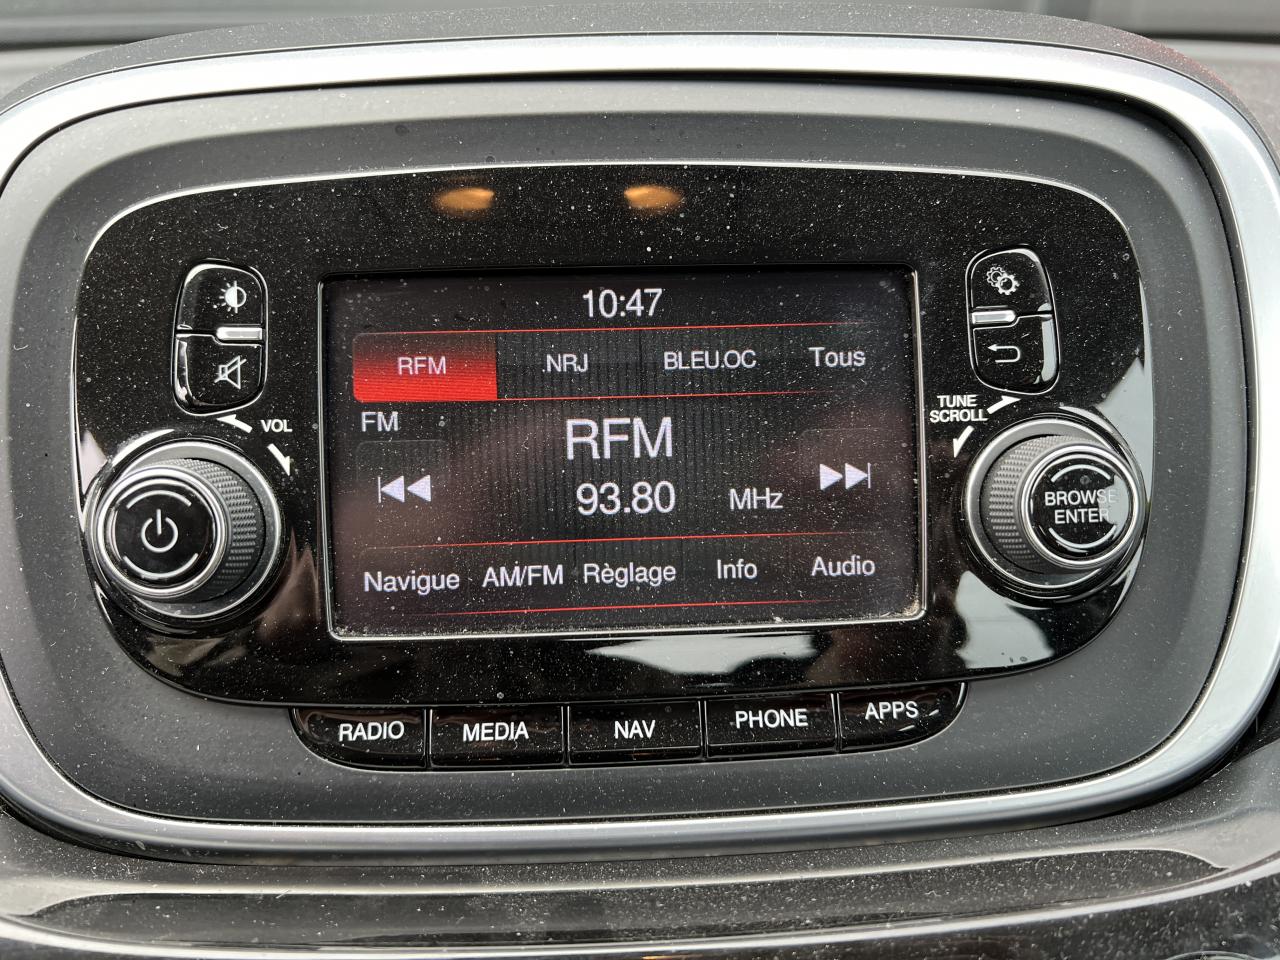 10:47
RFM .NRJ BLEU.OC Tous
FM
RFM
93.80 MHz
Navigue AM/FM Règlage Info Audio
VOL
TUNE
SCROLL
BROWSE
ENTER
RADIO MEDIA NAV PHONE APPS